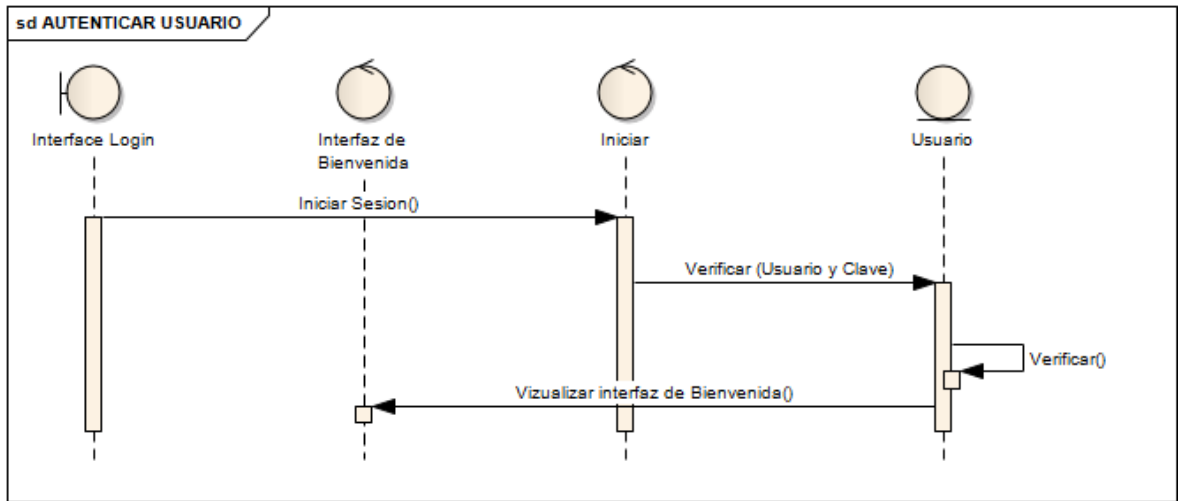 sd AUTENTICAR USUARIO
Interface Login
Interfaz de
Bienvenida
Iniciar
Usuario
Iniciar Sesion()
Verificar (Usuario y Clave)
Verificar()
Vizualizar interfaz de Bienvenida()